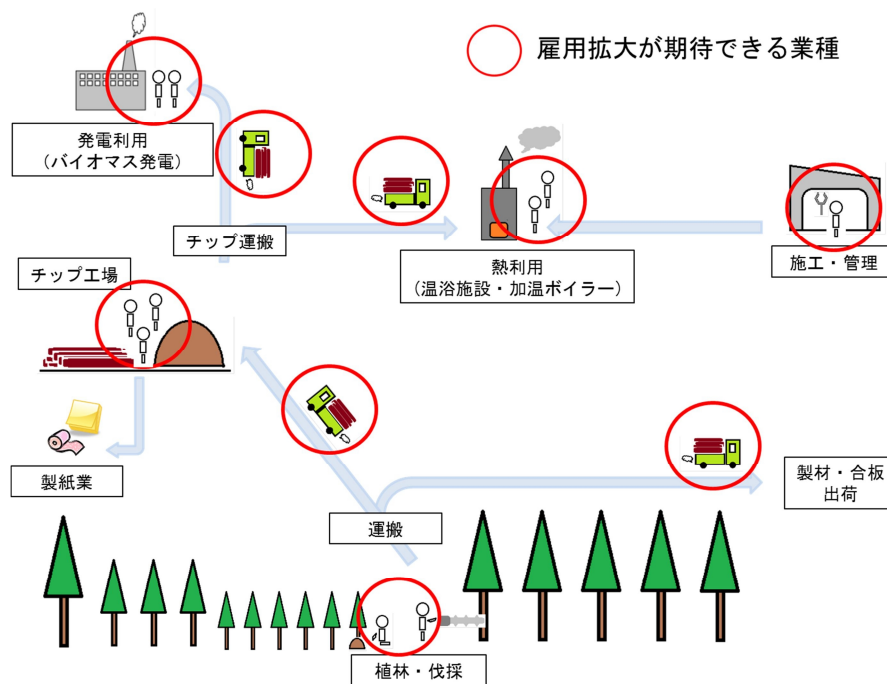 雇用拡大が期待できる業種
発電利用
（バイオマス発電）
チップ運搬
熱利用
（温浴施設・加温ボイラー）
施工・管理
チップ工場
製紙業
製材・合板
出荷
運搬
植林・伐採